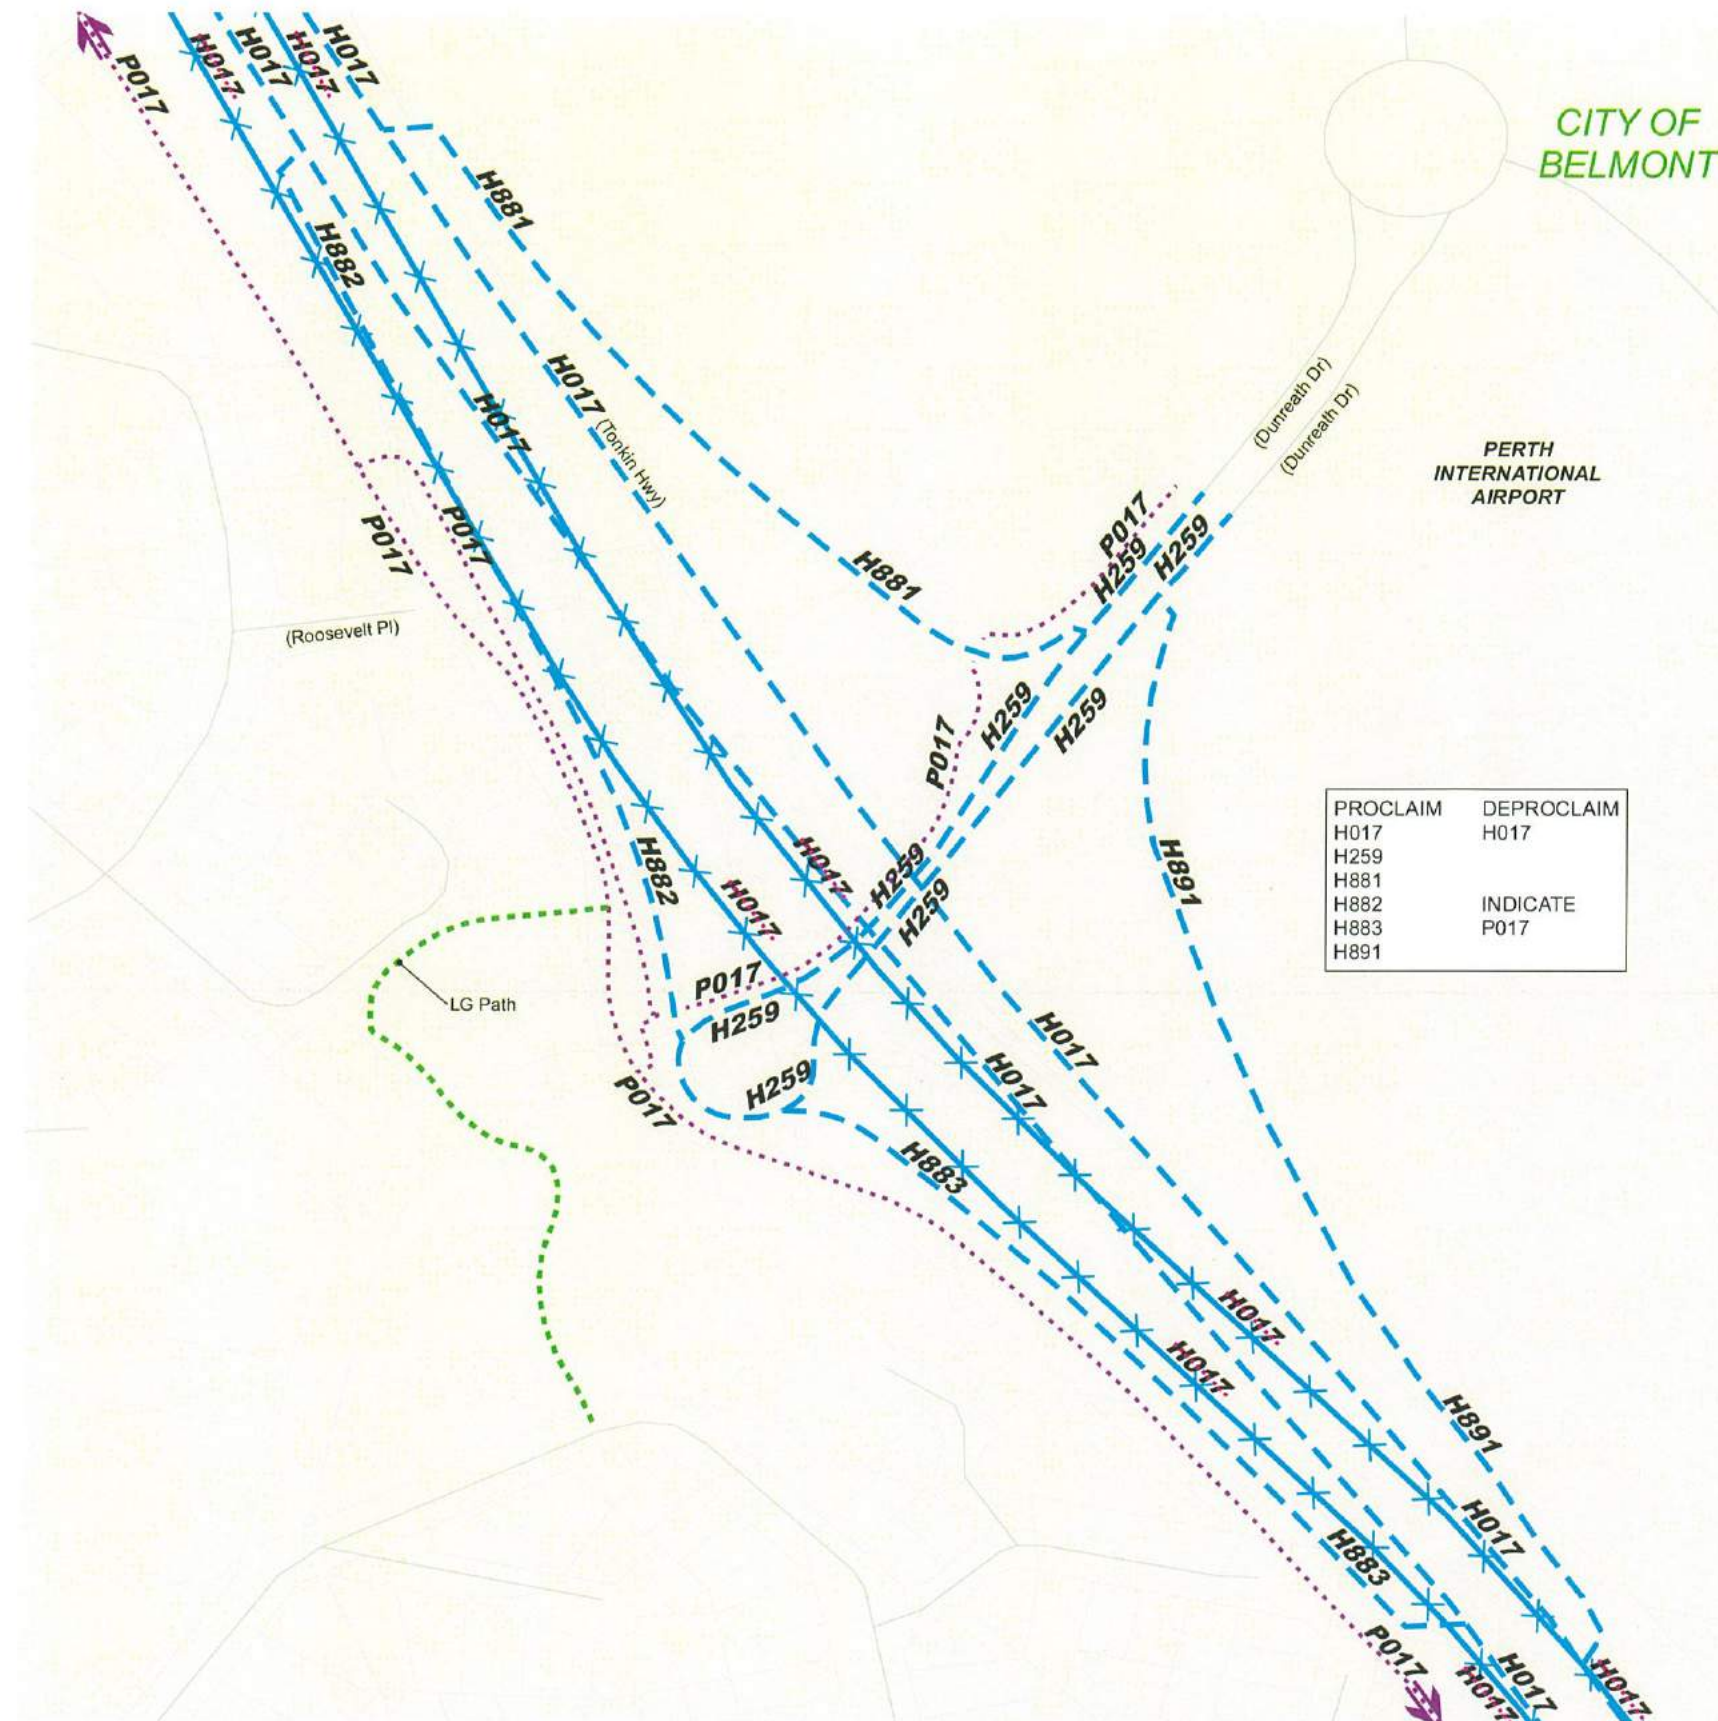 H017
H017
H017
H017
P017
CITY OF
BELMONT
H881
H882
H017
(Tonkin Hwy)
H017
(Dunreath Dr)
(Dunreath Dr)
PERTH
INTERNATIONAL
AIRPORT
P017
P017
P017
H259
H259
H881
(Roosevelt Pl)
H259
H259
P017
PROCLAIM DEPROCLAIM
H017 H017
H259
H881
H882 INDICATE
H883 P017
H891
H882
H017
H017
H259
H259
H891
P017
H259
LG Path
H017
H017
H259
P017
H883
H017
H017
H891
H017
H883
P017
H017
H017
H017